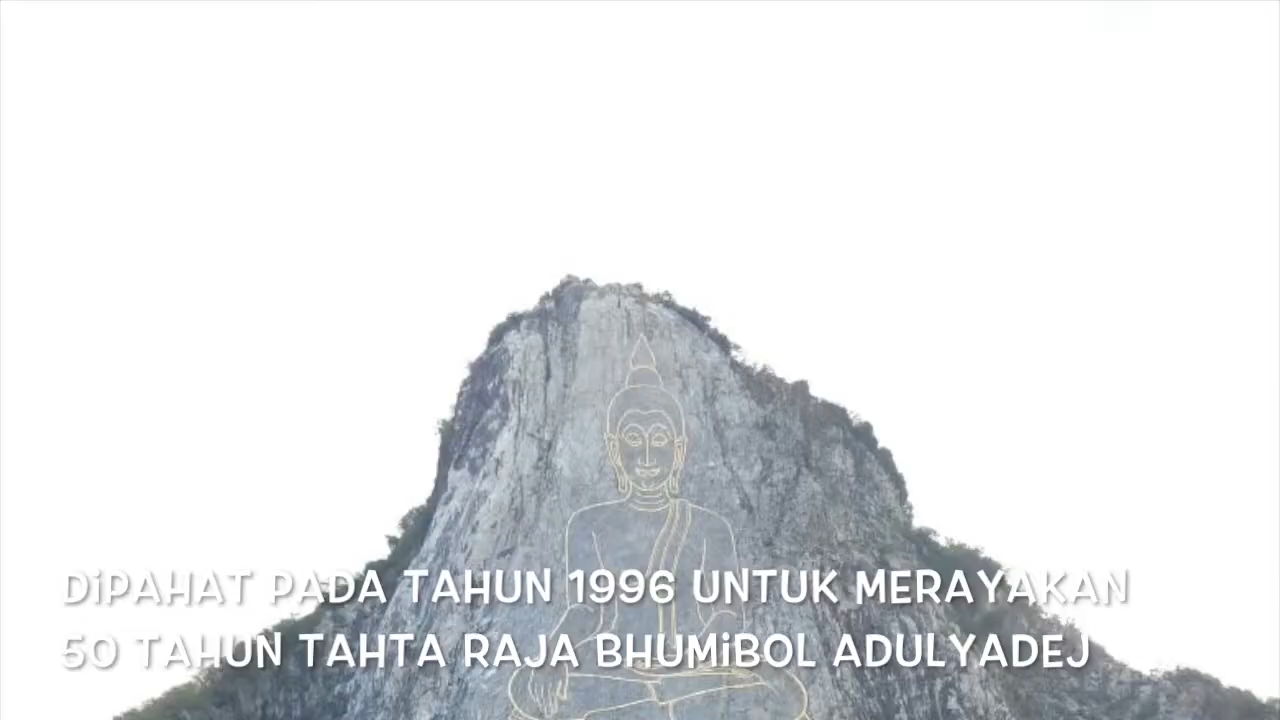 DiPAHAT PADA TAHUN 1996 UNTUK MERAYAKAN
50 TAHUN TAHTA RAJA BHUMiBOL ADULYADEJ